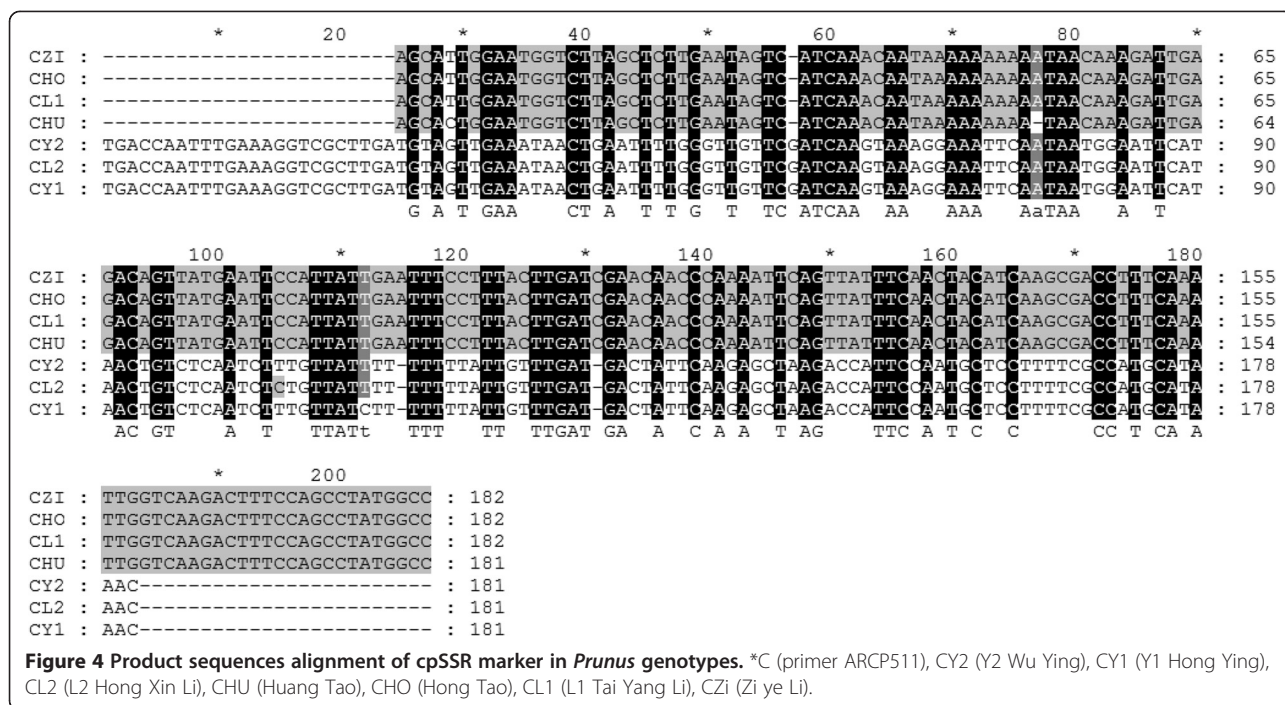 * 20 * 40 * 60 * 80 *
CZI : ------------------------AGCATTGGAATGGTCTTAGCTCTTGAATAGTC-ATCAAACAATAAAAAAAAAATAACAAAGATTGA : 65
CHO : ------------------------AGCATTGGAATGGTCTTAGCTCTTGAATAGTC-ATCAAACAATAAAAAAAAAATAACAAAGATTGA : 65
CL1 : ------------------------AGCATTGGAATGGTCTTAGCTCTTGAATAGTC-ATCAAACAATAAAAAAAAAATAACAAAGATTGA : 65
CHU : ------------------------AGCACTGGAATGGTCTTAGCTCTTGAATAGTC-ATCAAACAATAAAAAAAAA-TAACAAAGATTGA : 64
CY2 : TGACCAATTTGAAAGGTCGCTTGATGTAGTTGAAATAACTGAATTTTGGGTTGTTCGATCAAGTAAAGGAAATTCAATAATGGAATTCAT : 90
CL2 : TGACCAATTTGAAAGGTCGCTTGATGTAGTTGAAATAACTGAATTTTGGGTTGTTCGATCAAGTAAAGGAAATTCAATAATGGAATTCAT : 90
CY1 : TGACCAATTTGAAAGGTCGCTTGATGTAGTTGAAATAACTGAATTTTGGGTTGTTCGATCAAGTAAAGGAAATTCAATAATGGAATTCAT : 90
G A T GAA CT A T T G T TC ATCAA AA AAA AaTAA A T
100 * 120 * 140 * 160 * 180
CZI : GACAGTTATGAATTCCATTATTGAATTTCCTTTACTTGATCGAACAACCCAAAATTCAGTTATTTCAACTACATCAAGCGACCTTTCAAA : 155
CHO : GACAGTTATGAATTCCATTATTGAATTTCCTTTACTTGATCGAACAACCCAAAATTCAGTTATTTCAACTACATCAAGCGACCTTTCAAA : 155
CL1 : GACAGTTATGAATTCCATTATTGAATTTCCTTTACTTGATCGAACAACCCAAAATTCAGTTATTTCAACTACATCAAGCGACCTTTCAAA : 155
CHU : GACAGTTATGAATTCCATTATTGAATTTCCTTTACTTGATCGAACAACCCAAAATTCAGTTATTTCAACTACATCAAGCGACCTTTCAAA : 154
CY2 : AACTGTCTCAATCTTTGTTATTTT-TTTTTATTGTTTGAT-GACTATTCAAGAGCTAAGACCATTCCAATGCTCCTTTTCGCCATGCATA : 178
CL2 : AACTGTCTCAATCTCTGTTATTTT-TTTTTATTGTTTGAT-GACTATTCAAGAGCTAAGACCATTCCAATGCTCCTTTTCGCCATGCATA : 178
CY1 : AACTGTCTCAATCTTTGTTATCTT-TTTTTATTGTTTGAT-GACTATTCAAGAGCTAAGACCATTCCAATGCTCCTTTTCGCCATGCATA : 178
AC GT A T TTATt TTT TT TTGAT GA A C A A T AG TTC A T C C CC T CA A
* 200
CZI : TTGGTCAAGACTTTCCAGCCTATGGCC : 182
CHO : TTGGTCAAGACTTTCCAGCCTATGGCC : 182
CL1 : TTGGTCAAGACTTTCCAGCCTATGGCC : 182
CHU : TTGGTCAAGACTTTCCAGCCTATGGCC : 181
CY2 : AAC------------------------ : 181
CL2 : AAC------------------------ : 181
CY1 : AAC------------------------ : 181
Figure 4 Product sequences alignment of cpSSR marker in Prunus genotypes. *C (primer ARCP511), CY2 (Y2 Wu Ying), CY1 (Y1 Hong Ying),
CL2 (L2 Hong Xin Li), CHU (Huang Tao), CHO (Hong Tao), CL1 (L1 Tai Yang Li), CZi (Zi ye Li).